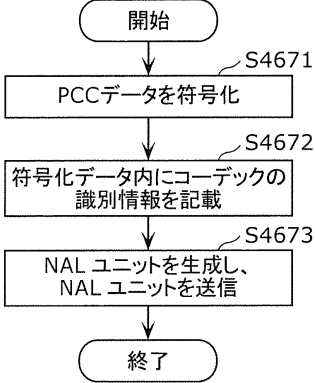 開始
S4671
PCCデータを符号化
S4672
符号化データ内にコーデックの
識別情報を記載
S4673
NAL ユニットを生成し、
NAL ユニットを送信
終了